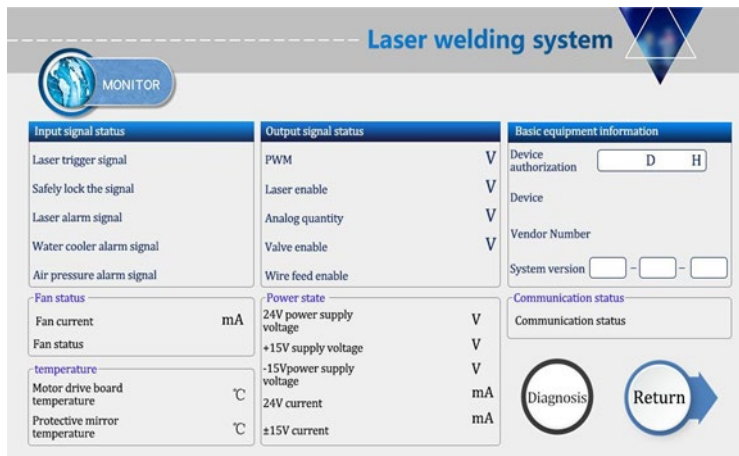 Laser welding system
MONITOR
Input signal status
Laser trigger signal
Safely lock the signal
Laser alarm signal
Water cooler alarm signal
Air pressure alarm signal
Fan status
Fan current mA
Fan status
temperature
Motor drive board
temperature ℃
Protective mirror
temperature ℃
Output signal status
PWM V
Laser enable V
Analog quantity V
Valve enable V
Wire feed enable
Power state
24V power supply
voltage V
+15V supply voltage V
-15Vpower supply
voltage V
24V current mA
±15V current mA
Basic equipment information
Device
authorization D H
Device
Vendor Number
System version - -
Communication status
Communication status
Diagnosis
Return